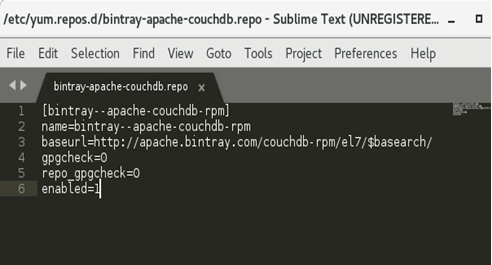 /etc/yum.repos.d/bintray-apache-couchdb.repo - Sublime Text (UNREGISTERE...
File Edit Selection Find View Goto Tools Project Preferences Help
bintray-apache-couchdb.repo x
1 [bintray--apache-couchdb-rpm]
2 name=bintray--apache-couchdb-rpm
3 baseurl=http://apache.bintray.com/couchdb-rpm/el7/$basearch/
4 gpgcheck=0
5 repo_gpgcheck=0
6 enabled=1